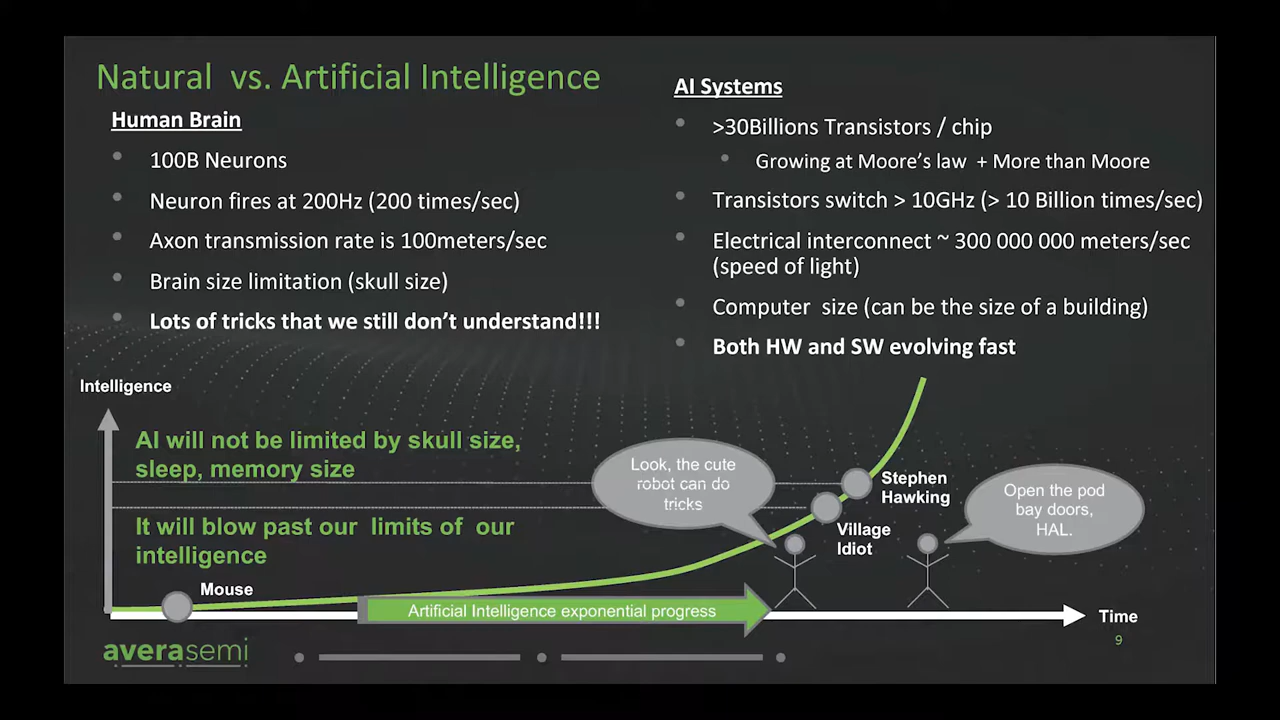 Natural vs. Artificial Intelligence
Human Brain
100B Neurons
Neuron fires at 200Hz (200 times/sec)
Axon transmission rate is 100meters/sec
Brain size limitation (skull size)
Lots of tricks that we still don't understand!!!
AI Systems
>30Billions Transistors / chip
Growing at Moore's law + More than Moore
Transistors switch > 10GHz (> 10 Billion times/sec)
Electrical interconnect ~ 300 000 000 meters/sec
(speed of light)
Computer size (can be the size of a building)
Both HW and SW evolving fast
Intelligence
AI will not be limited by skull size,
sleep, memory size
It will blow past our limits of our
intelligence
Mouse
Artificial Intelligence exponential progress
Look, the cute
robot can do
tricks
Stephen
Hawking
Village
Idiot
Open the pod
bay doors,
HAL.
Time
averasemi
9